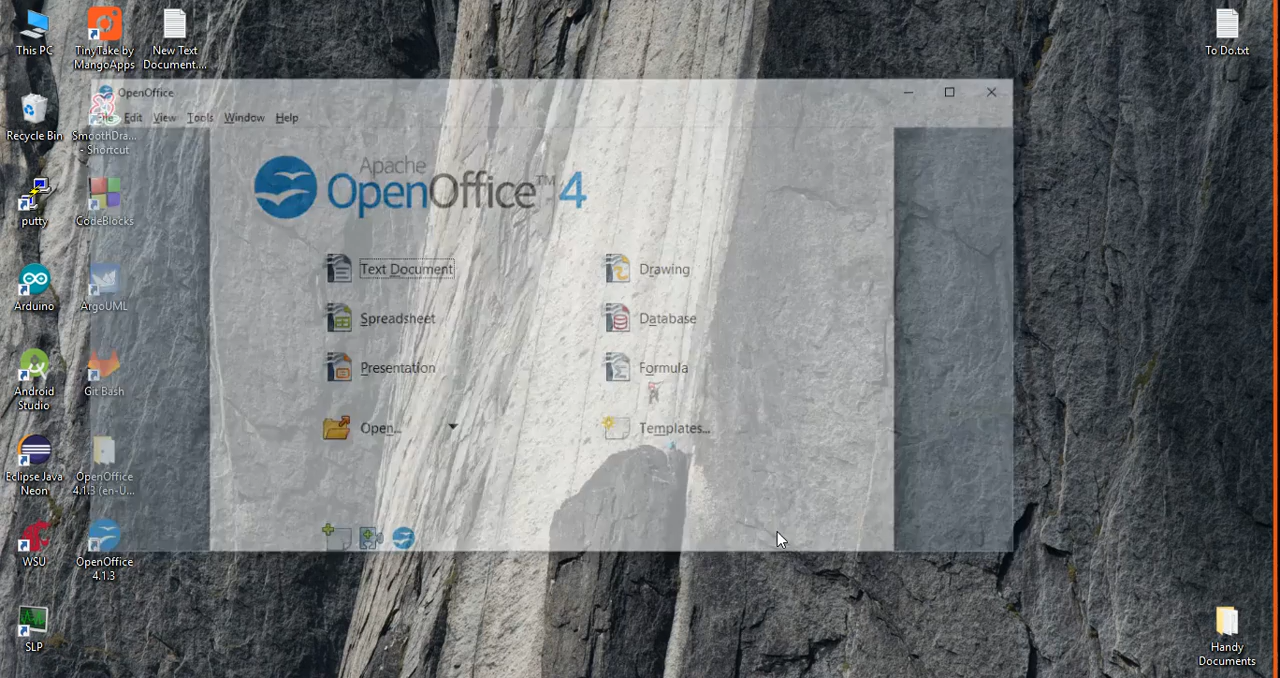 This PC
TinyTake by
MangoApps
New Text
Document....
To Do.txt
OpenOffice
File Edit View Tools Window Help
Recycle Bin
SmoothDra...
- Shortcut
Apache
OpenOffice™ 4
putty
CodeBlocks
Text Document
Drawing
Arduino
ArgoUML
Spreadsheet
Database
Presentation
Formula
Android
Studio
Git Bash
Open...
Templates...
Eclipse Java
Neon
OpenOffice
4.1.3 (en-U...
WSU
OpenOffice
4.1.3
SLP
Handy
Documents